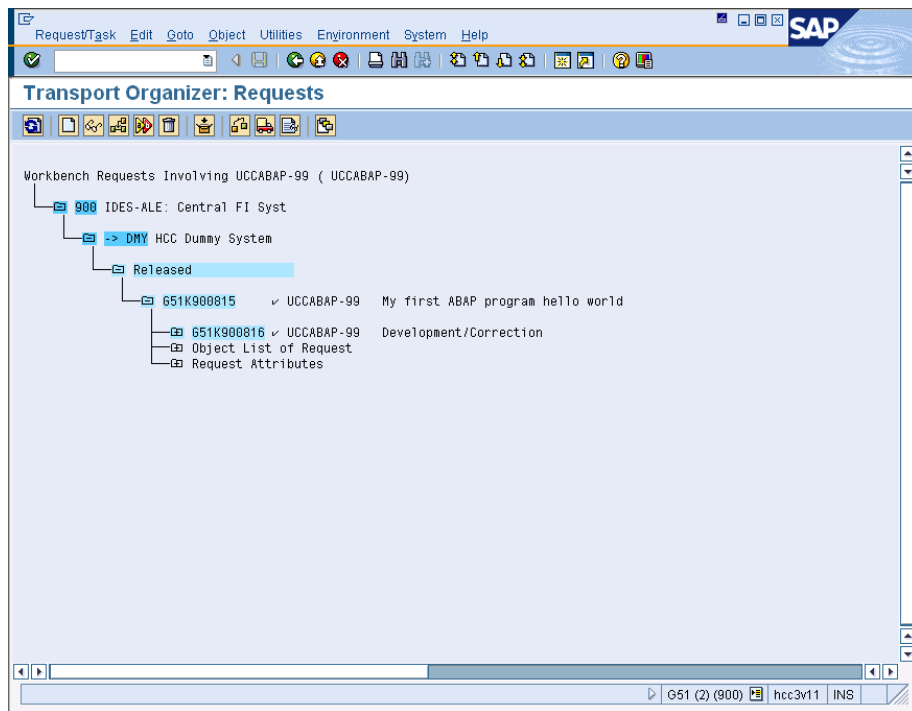 Request/Task Edit Goto Object Utilities Environment System Help
SAP
Transport Organizer: Requests
Workbench Requests Involving UCCABAP-99 ( UCCABAP-99)
900 IDES-ALE: Central FI Syst
-> DMY HCC Dummy System
Released
G51K900815 ✓ UCCABAP-99 My first ABAP program hello world
G51K900816 ✓ UCCABAP-99 Development/Correction
Object List of Request
Request Attributes
G51 (2) (900) hcc3v11 INS